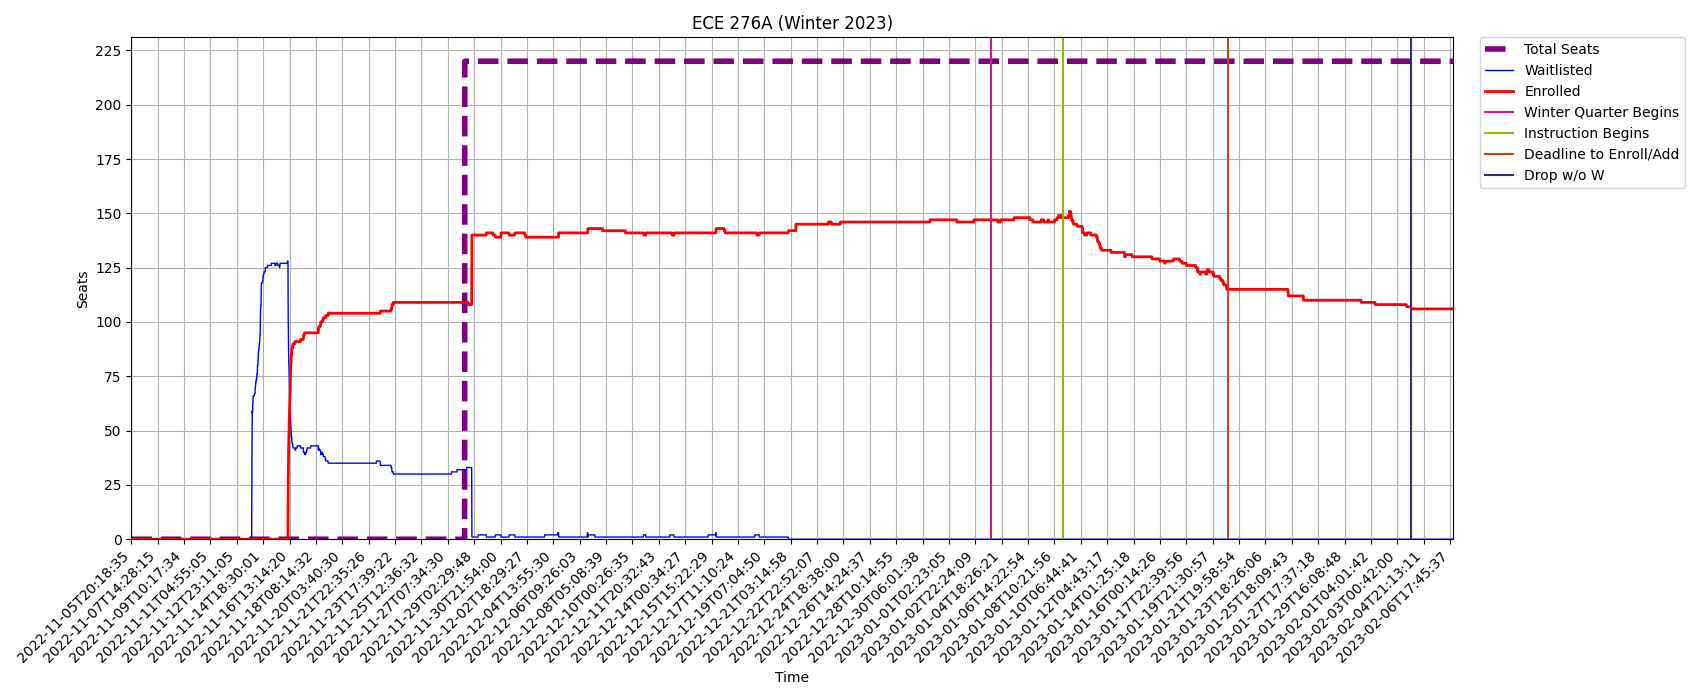 ECE 276A (Winter 2023)
225
200
175
150
125
100
75
50
25
0
Seats
2022-11-05T20:18:35
2022-11-07T14:28:15
2022-11-09T10:17:34
2022-11-11T04:55:05
2022-11-12T23:11:05
2022-11-14T18:30:01
2022-11-16T13:14:20
2022-11-18T08:14:32
2022-11-20T03:40:30
2022-11-21T22:35:26
2022-11-23T17:39:22
2022-11-25T12:36:32
2022-11-27T07:34:30
2022-11-29T03:29:48
2022-11-30T21:54:00
2022-12-02T18:29:27
2022-12-04T13:55:30
2022-12-06T09:26:03
2022-12-08T05:08:39
2022-12-10T00:26:35
2022-12-11T20:32:43
2022-12-14T00:34:27
2022-12-15T15:22:29
2022-12-17T11:10:24
2022-12-19T07:04:50
2022-12-21T03:14:58
2022-12-22T22:52:07
2022-12-24T18:38:00
2022-12-26T14:24:37
2022-12-28T10:14:55
2022-12-30T06:01:38
2023-01-01T02:23:05
2023-01-02T22:24:09
2023-01-04T18:26:21
2023-01-06T14:22:54
2023-01-08T10:21:56
2023-01-10T06:44:41
2023-01-12T04:43:17
2023-01-14T01:25:18
2023-01-16T00:14:26
2023-01-17T22:39:56
2023-01-19T21:30:57
2023-01-21T19:58:54
2023-01-23T18:26:06
2023-01-25T18:09:43
2023-01-27T17:37:18
2023-01-29T16:08:48
2023-02-01T04:01:42
2023-02-03T00:42:00
2023-02-04T21:13:11
2023-02-06T17:45:37
Time
Total Seats
Waitlisted
Enrolled
Winter Quarter Begins
Instruction Begins
Deadline to Enroll/Add
Drop w/o W